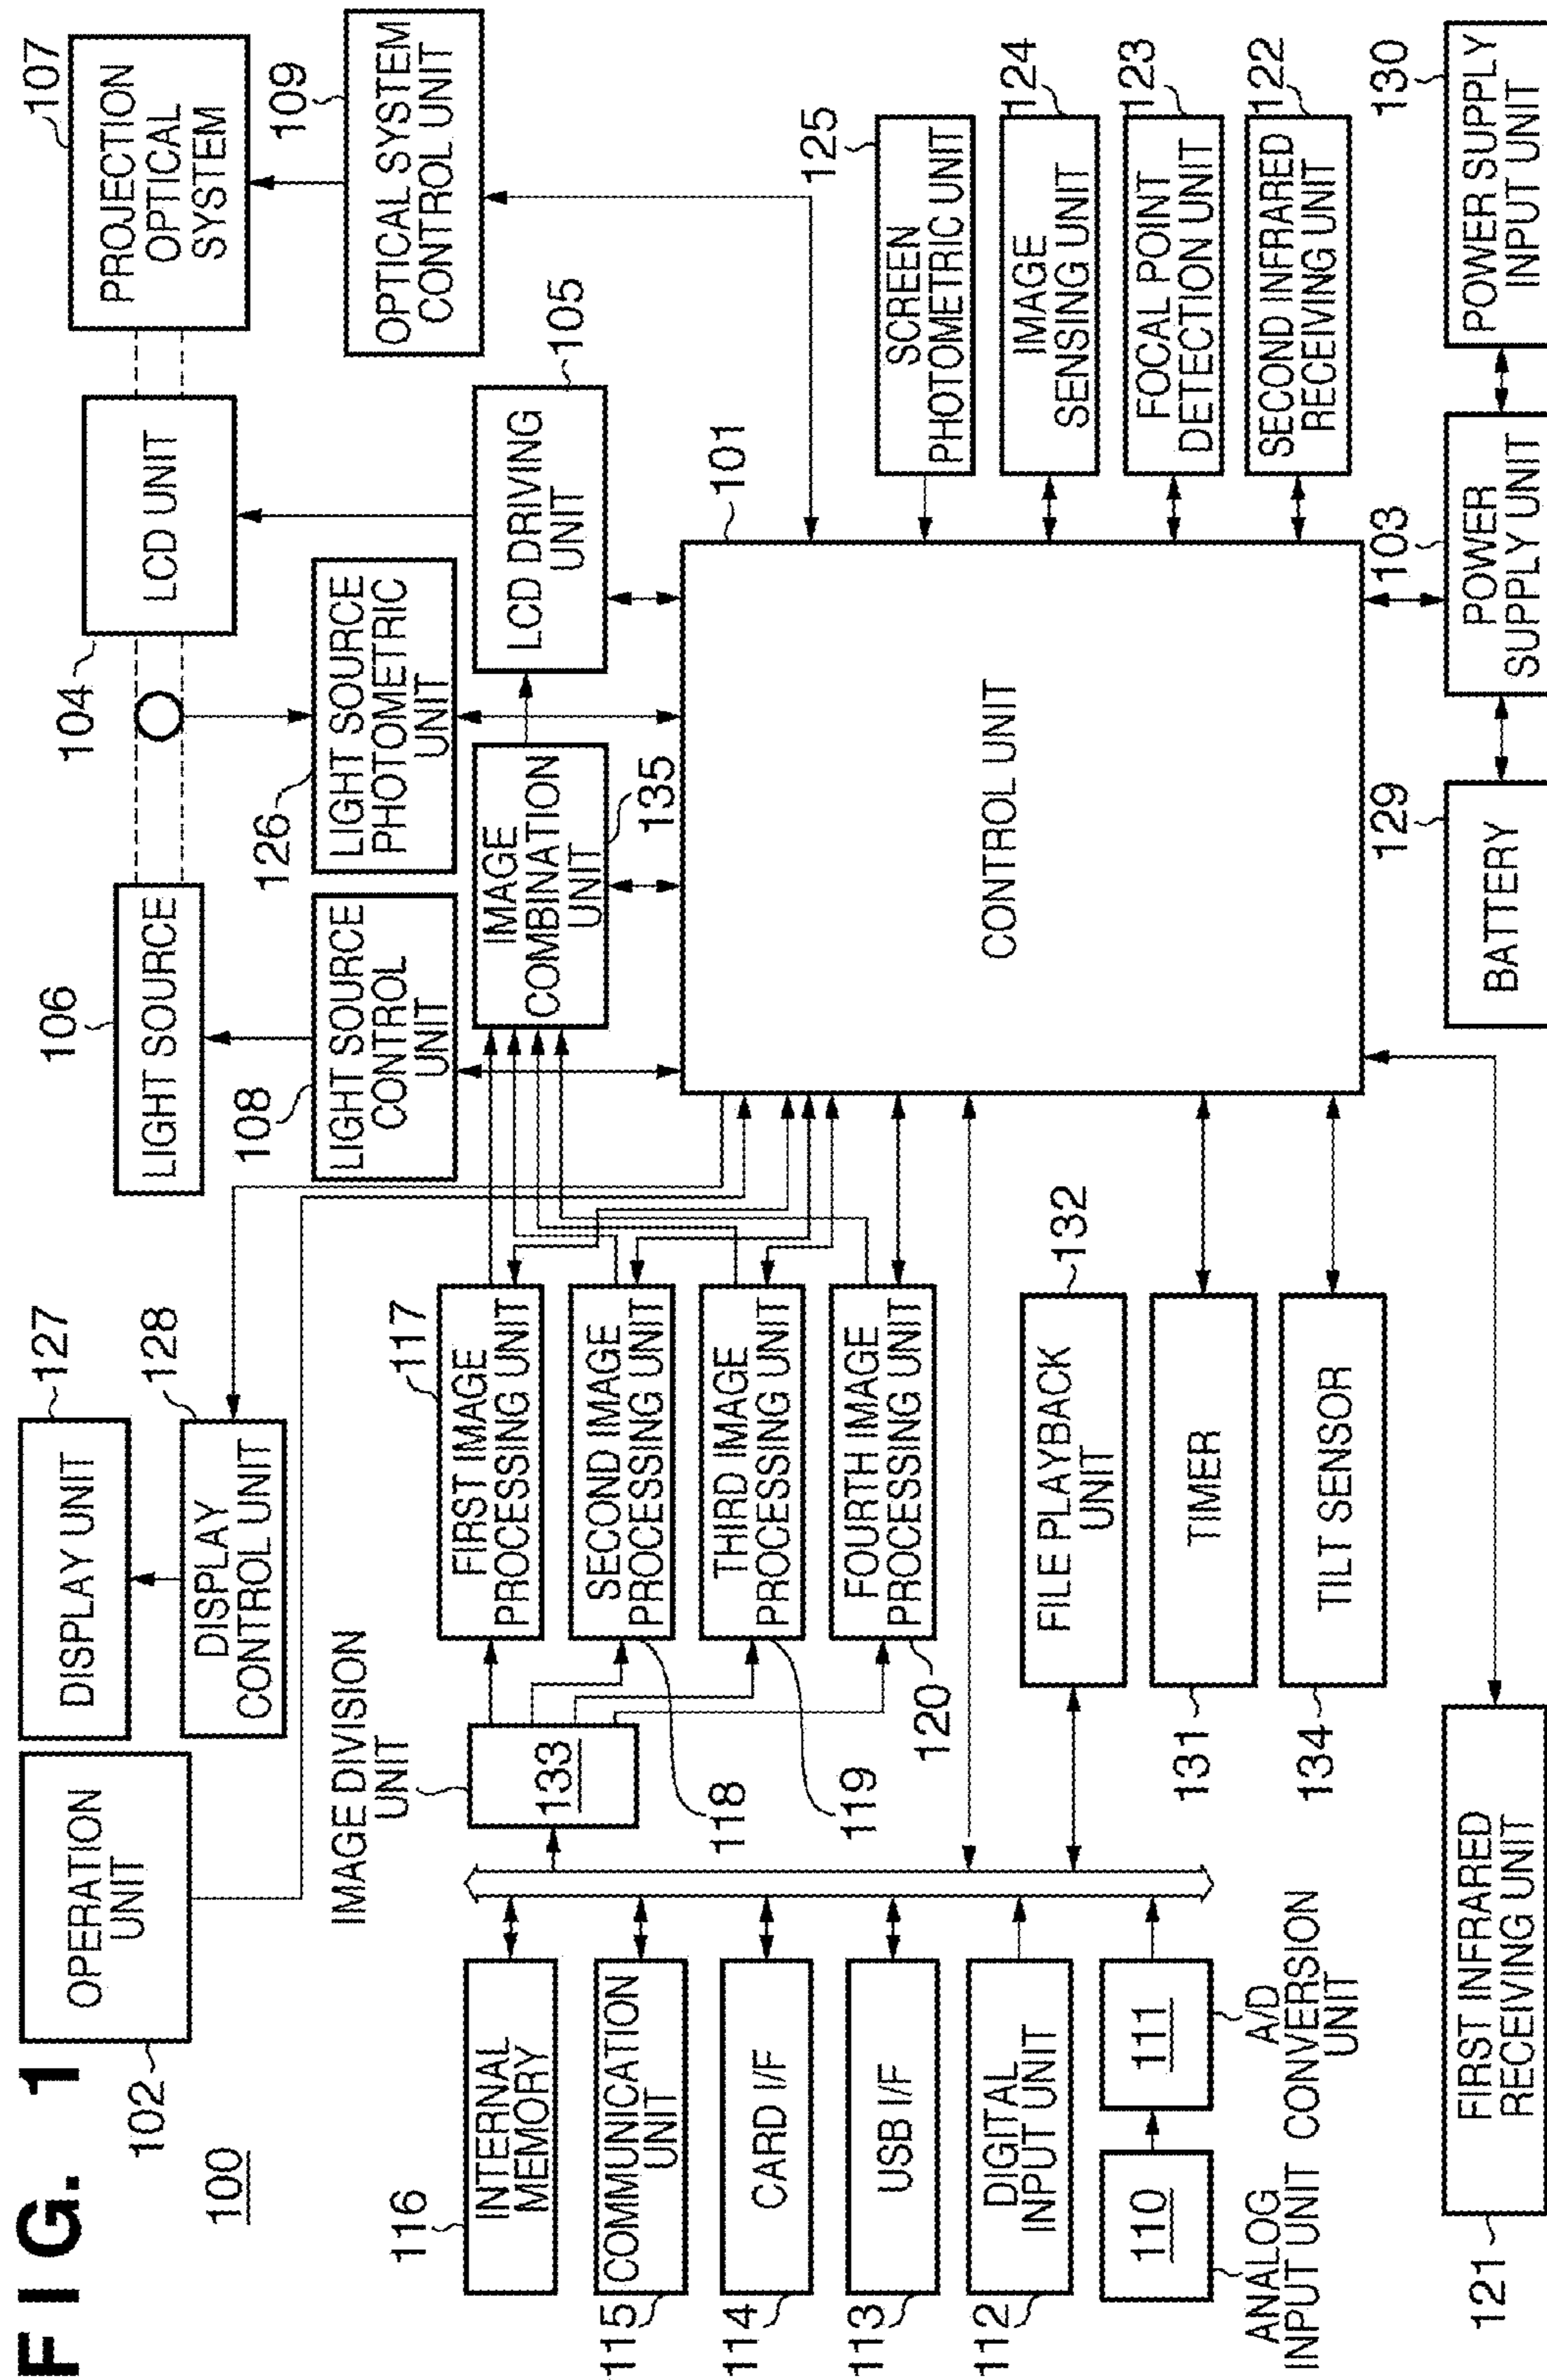 FIG. 1
100
OPERATION
UNIT
102
DISPLAY UNIT
127
DISPLAY
CONTROL UNIT
128
LIGHT SOURCE
106
LCD UNIT
104
PROJECTION
OPTICAL
SYSTEM
107
LIGHT SOURCE
CONTROL
UNIT
108
LIGHT SOURCE
PHOTOMETRIC
UNIT
126
OPTICAL SYSTEM
CONTROL UNIT
109
IMAGE
COMBINATION
UNIT
135
LCD DRIVING
UNIT
105
IMAGE DIVISION
UNIT
133
FIRST IMAGE
PROCESSING UNIT
117
SECOND IMAGE
PROCESSING UNIT
118
THIRD IMAGE
PROCESSING UNIT
119
FOURTH IMAGE
PROCESSING UNIT
120
INTERNAL
MEMORY
116
COMMUNICATION
UNIT
115
CARD I/F
114
USB I/F
113
DIGITAL
INPUT UNIT
112
110
ANALOG
INPUT UNIT
111
A/D
CONVERSION
UNIT
FILE PLAYBACK
UNIT
132
TIMER
131
TILT SENSOR
134
CONTROL UNIT
101
SCREEN
PHOTOMETRIC UNIT
125
IMAGE
SENSING UNIT
124
FOCAL POINT
DETECTION UNIT
123
SECOND INFRARED
RECEIVING UNIT
122
FIRST INFRARED
RECEIVING UNIT
121
BATTERY
129
POWER
SUPPLY UNIT
103
POWER SUPPLY
INPUT UNIT
130